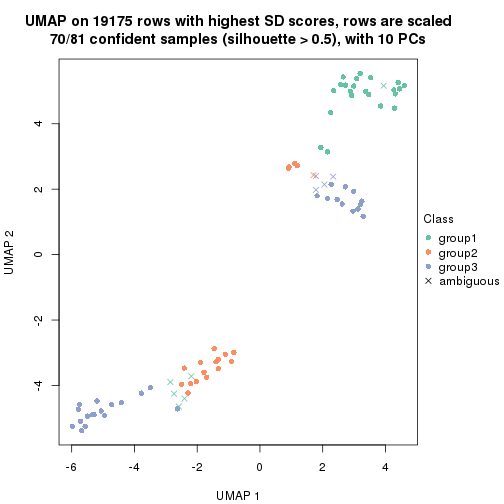 UMAP on 19175 rows with highest SD scores, rows are scaled
70/81 confident samples (silhouette > 0.5), with 10 PCs
4
2
0
-2
-4
UMAP 2
-6
-4
-2
0
2
4
UMAP 1
Class
group1
group2
group3
ambiguous